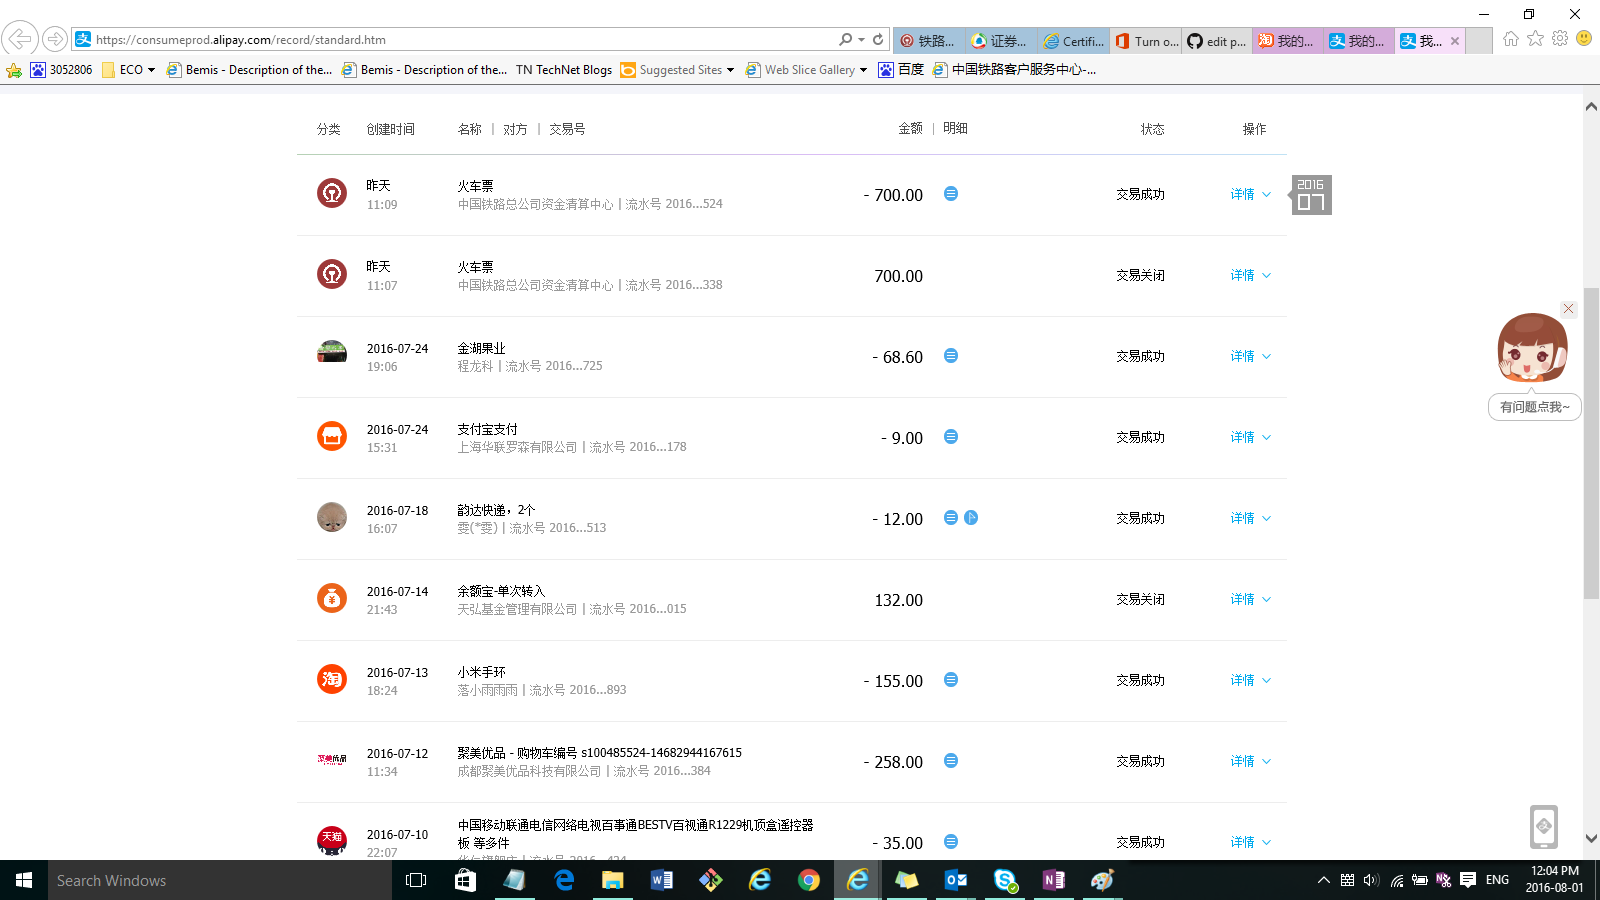 https://consumeprod.alipay.com/record/standard.htm
铁路...
证券...
Certifi...
Turn o...
edit p...
我的...
我的...
我...
3052806
ECO
Bemis - Description of the...
Bemis - Description of the...
TN TechNet Blogs
Suggested Sites
Web Slice Gallery
百度
中国铁路客户服务中心-...
分类 创建时间 名称 | 对方 | 交易号 金额 | 明细 状态 操作
昨天 火车票 - 700.00 交易成功 详情
11:09 中国铁路总公司资金清算中心 | 流水号 2016...524
2016
07
昨天 火车票 700.00 交易关闭 详情
11:07 中国铁路总公司资金清算中心 | 流水号 2016...338
2016-07-24 金湖果业 - 68.60 交易成功 详情
19:06 程龙科 | 流水号 2016...725
有问题点我~
2016-07-24 支付宝支付 - 9.00 交易成功 详情
15:31 上海华联罗森有限公司 | 流水号 2016...178
2016-07-18 韵达快递，2个 - 12.00 交易成功 详情
16:07 雯(*雯) | 流水号 2016...513
2016-07-14 余额宝-单次转入 132.00 交易关闭 详情
21:43 天弘基金管理有限公司 | 流水号 2016...015
淘
2016-07-13 小米手环 - 155.00 交易成功 详情
18:24 落小雨雨雨 | 流水号 2016...893
聚美优品
2016-07-12 聚美优品 - 购物车编号 s100485524-14682944167615 - 258.00 交易成功 详情
11:34 成都聚美优品科技有限公司 | 流水号 2016...384
天猫
2016-07-10 中国移动联通电信网络电视百事通BESTV百视通R1229机顶盒遥控器
板 等多件 - 35.00 交易成功 详情
22:07
流水号 2016...424
Search Windows
ENG
12:04 PM
2016-08-01